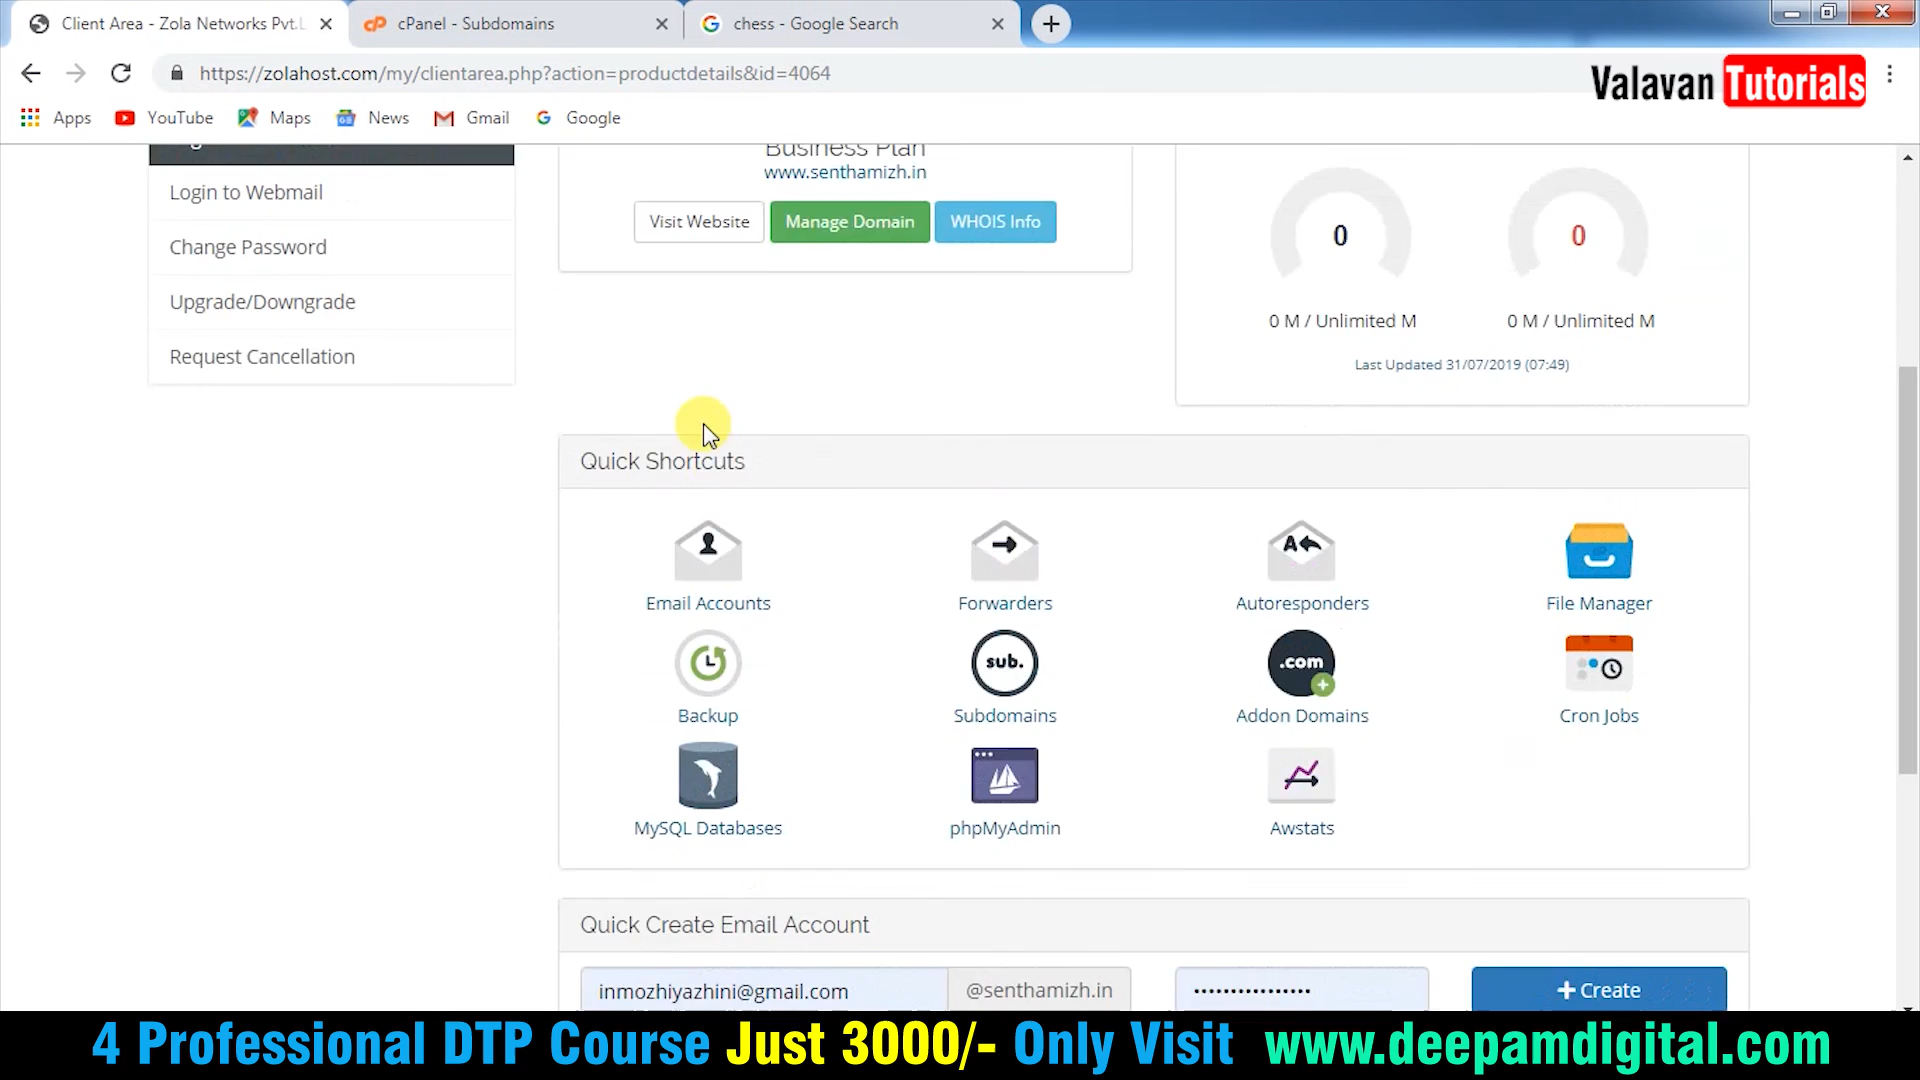 Client Area - Zola Networks Pvt.L
cPanel - Subdomains
chess - Google Search
https://zolahost.com/my/clientarea.php?action=productdetails&id=4064
Valavan Tutorials
Apps
YouTube
Maps
News
Gmail
Google
Login to Webmail
Change Password
Upgrade/Downgrade
Request Cancellation
Business Plan
www.senthamizh.in
Visit Website
Manage Domain
WHOIS Info
0
0
0 M / Unlimited M
0 M / Unlimited M
Last Updated 31/07/2019 (07:49)
Quick Shortcuts
Email Accounts
Forwarders
A
Autoresponders
File Manager
Backup
sub.
Subdomains
.com
Addon Domains
Cron Jobs
MySQL Databases
phpMyAdmin
Awstats
Quick Create Email Account
inmozhiyazhini@gmail.com
@senthamizh.in
••••••••••••••••
+ Create
4 Professional DTP Course Just 3000/- Only Visit www.deepamdigital.com